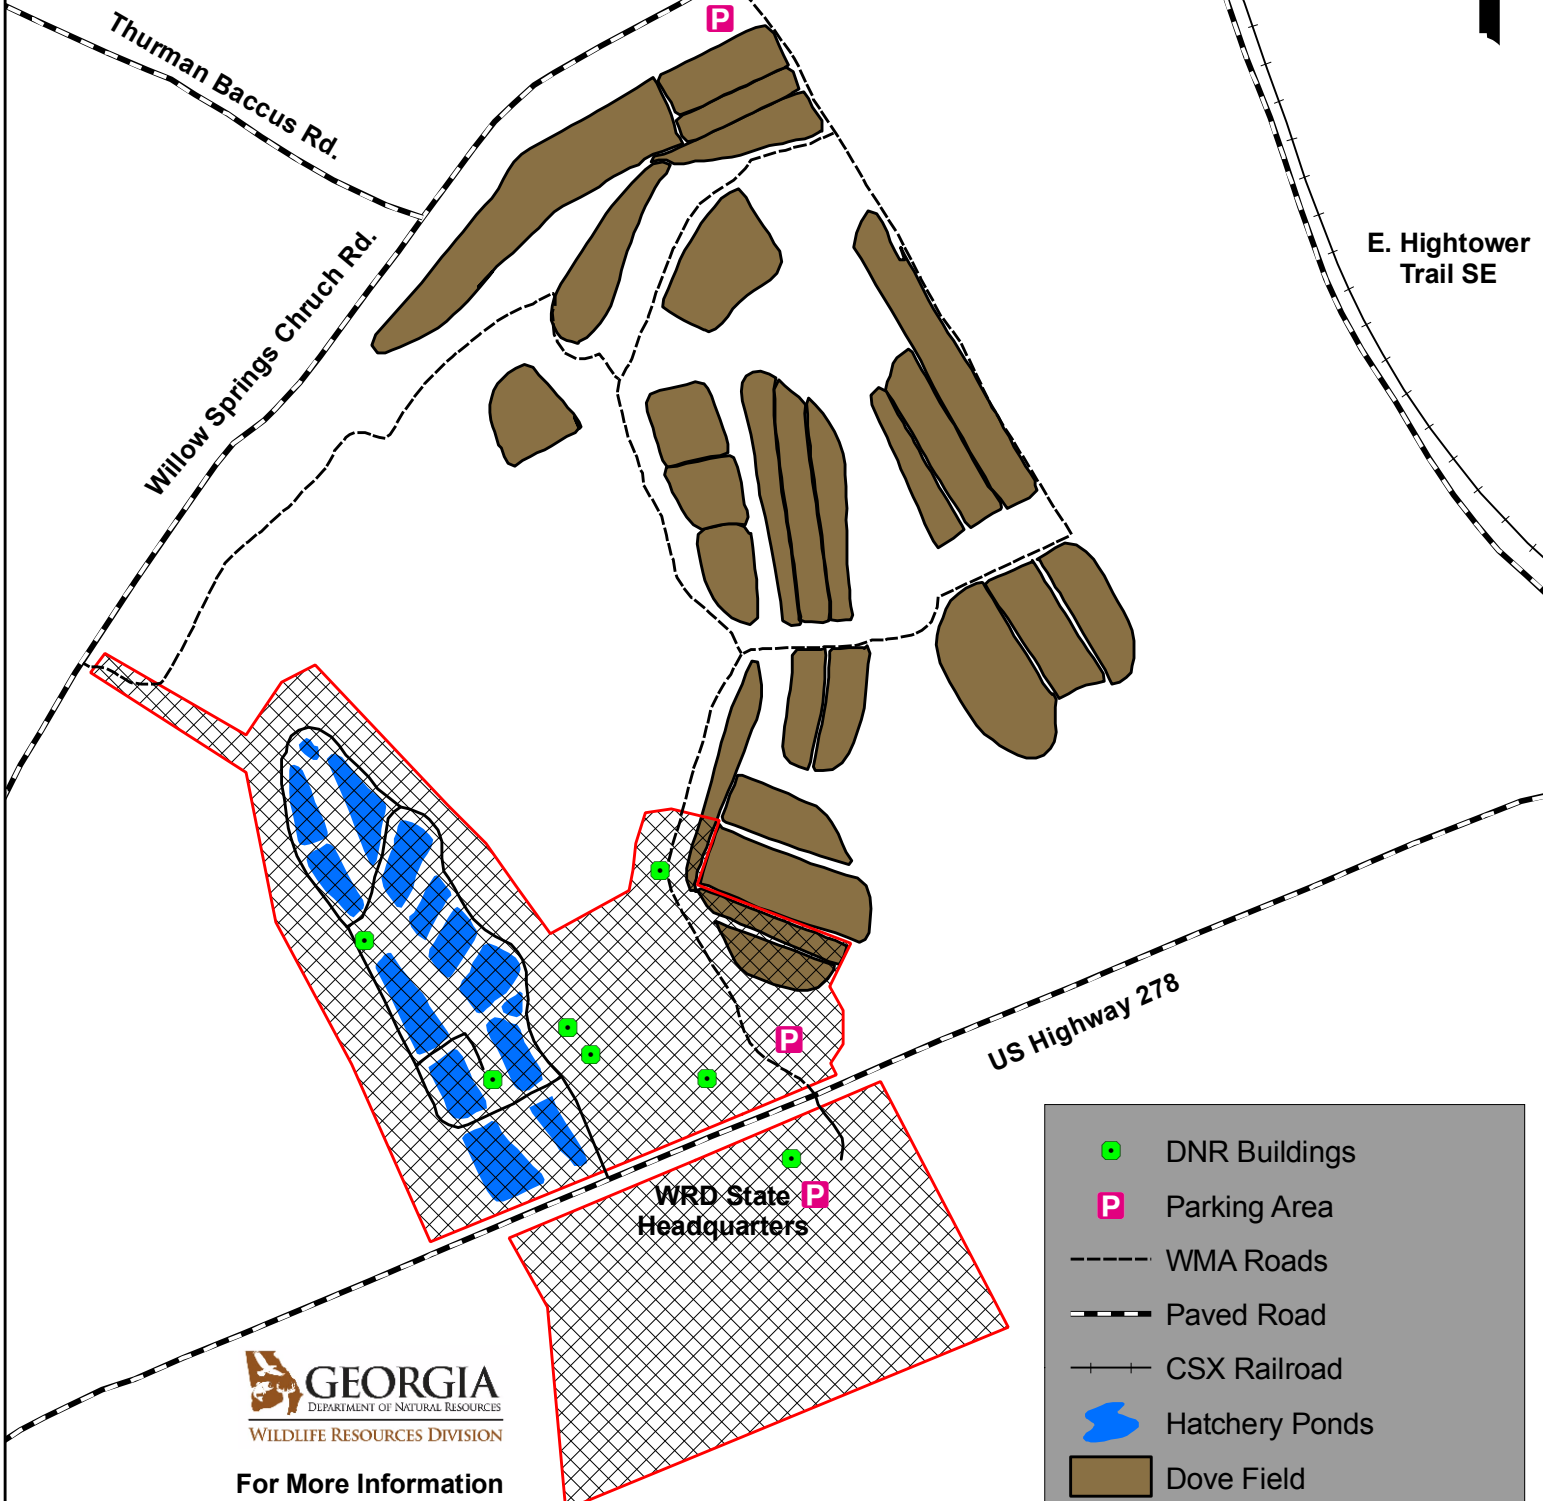 P
Thurman Baccus Rd.
E. Hightower
Trail SE
Willow Springs Chruch Rd.
US Highway 278
P
WRD State P
Headquarters
DNR Buildings
P Parking Area
WMA Roads
Paved Road
CSX Railroad
Hatchery Ponds
Dove Field
GEORGIA
DEPARTMENT OF NATURAL RESOURCES
WILDLIFE RESOURCES DIVISION
For More Information